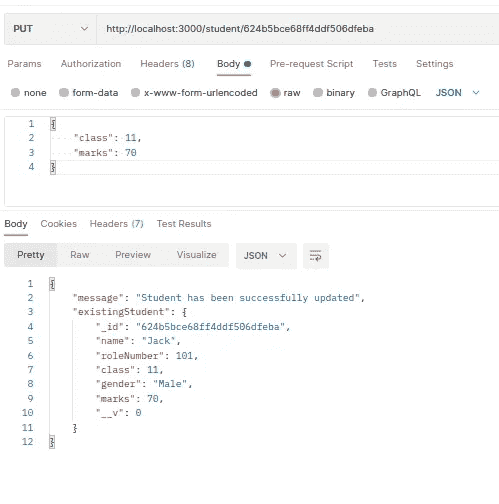 PUT http://localhost:3000/student/624b5bce68ff4ddf506dfeba
Params Authorization Headers (8) Body Pre-request Script Tests Settings
none form-data x-www-form-urlencoded raw binary GraphQL JSON
1 {
2 "class": 11,
3 "marks": 70
4 }
Body Cookies Headers (7) Test Results
Pretty Raw Preview Visualize JSON
1 {
2 "message": "Student has been successfully updated",
3 "existingStudent": {
4 "_id": "624b5bce68ff4ddf506dfeba",
5 "name": "Jack",
6 "roleNumber": 101,
7 "class": 11,
8 "gender": "Male",
9 "marks": 70,
10 "__v": 0
11 }
12 }